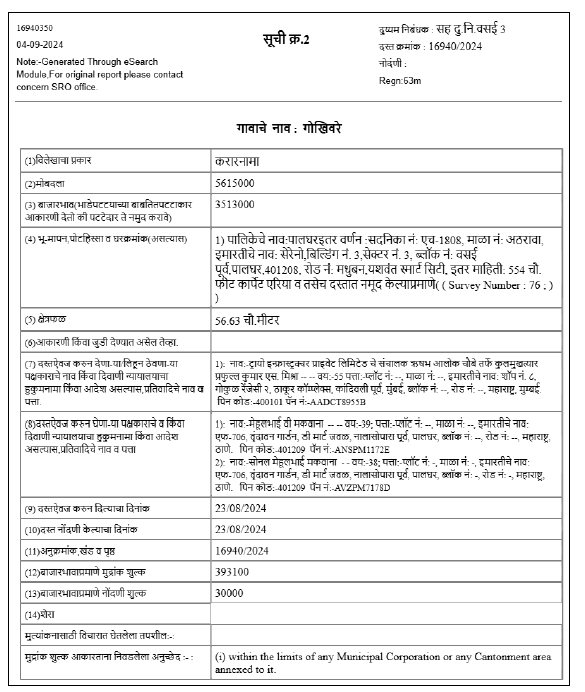 16940350
04-09-2024
Note:-Generated Through eSearch
Module,For original report please contact
concern SRO office.
सूची क्र.2
दुय्यम निबंधक : सह दु.नि.वसई 3
दस्त क्रमांक : 16940/2024
नोदंणी :
Regn:63m
गावाचे नाव : गोखिवरे
(1)विलेखाचा प्रकार
करारनामा
(2)मोबदला
5615000
(3) बाजारभाव(भाडेपटटयाच्या बाबतितपटटाकार
आकारणी देतो की पटटेदार ते नमुद करावे)
3513000
(4) भू-मापन,पोटहिस्सा व घरक्रमांक(असल्यास)
1) पालिकेचे नाव:पालघरइतर वर्णन :सदनिका नं: एच-1808, माळा नं: अठरावा,
इमारतीचे नाव: सेरेनो,बिल्डिंग नं. 3,सेक्टर नं. 3, ब्लॉक नं: वसई
पूर्व,पालघर,401208, रोड नं: मधुबन,यशवंत स्मार्ट सिटी, इतर माहिती: 554 चौ.
फीट कार्पेट एरिया व तसेच दस्तात नमूद केल्याप्रमाणे( ( Survey Number : 76 ; )
)
(5) क्षेत्रफळ
56.63 चौ.मीटर
(6)आकारणी किंवा जुडी देण्यात असेल तेव्हा.
(7) दस्तऐवज करुन देणा-या/लिहून ठेवणा-या
पक्षकाराचे नाव किंवा दिवाणी न्यायालयाचा
हुकुमनामा किंवा आदेश असल्यास,प्रतिवादिचे नाव व
पत्ता.
1): नाव:-ट्रायो इन्फ्रास्ट्रक्चर प्राइवेट लिमिटेड चे संचालक ऋषभ आलोक चौबे तर्फे कुलमुखत्यार
प्रफुल्ल कुमार एस. मिश्रा -- -- वय:-55 पत्ता:-प्लॉट नं: --, माळा नं: --, इमारतीचे नाव: शॉप नं. ८,
गोकुळ रेंजेसी २, ठाकूर कॉम्प्लेक्स, कांदिवली पूर्व, मुंबई, ब्लॉक नं: --, रोड नं: --, महाराष्ट्र, मुम्बई.
पिन कोड:-400101 पॅन नं:-AADCT8955B
(8)दस्तऐवज करुन घेणा-या पक्षकाराचे व किंवा
दिवाणी न्यायालयाचा हुकुमनामा किंवा आदेश
असल्यास,प्रतिवादिचे नाव व पत्ता
1): नाव:-मेहूलभाई वी मकवाना -- -- वय:-39; पत्ता:-प्लॉट नं: --, माळा नं: --, इमारतीचे नाव:
एफ-706, वृंदावन गार्डन, डी मार्ट जवळ, नालासोपारा पूर्व, पालघर, ब्लॉक नं: --, रोड नं: --, महाराष्ट्र,
ठाणे. पिन कोड:-401209 पॅन नं:-ANSPM1172E
2): नाव:-सोनल मेहूलभाई मकवाना - - वय:-38; पत्ता:-प्लॉट नं: -, माळा नं: -, इमारतीचे नाव:
एफ-706, वृंदावन गार्डन, डी मार्ट जवळ, नालासोपारा पूर्व, पालघर, ब्लॉक नं: -, रोड नं: -, महाराष्ट्र,
ठाणे. पिन कोड:-401209 पॅन नं:-AVZPM7178D
(9) दस्तऐवज करुन दिल्याचा दिनांक
23/08/2024
(10)दस्त नोंदणी केल्याचा दिनांक
23/08/2024
(11)अनुक्रमांक,खंड व पृष्ठ
16940/2024
(12)बाजारभावाप्रमाणे मुद्रांक शुल्क
393100
(13)बाजारभावाप्रमाणे नोंदणी शुल्क
30000
(14)शेरा
मुल्यांकनासाठी विचारात घेतलेला तपशील:-:
मुद्रांक शुल्क आकारताना निवडलेला अनुच्छेद :- :
(i) within the limits of any Municipal Corporation or any Cantonment area
annexed to it.